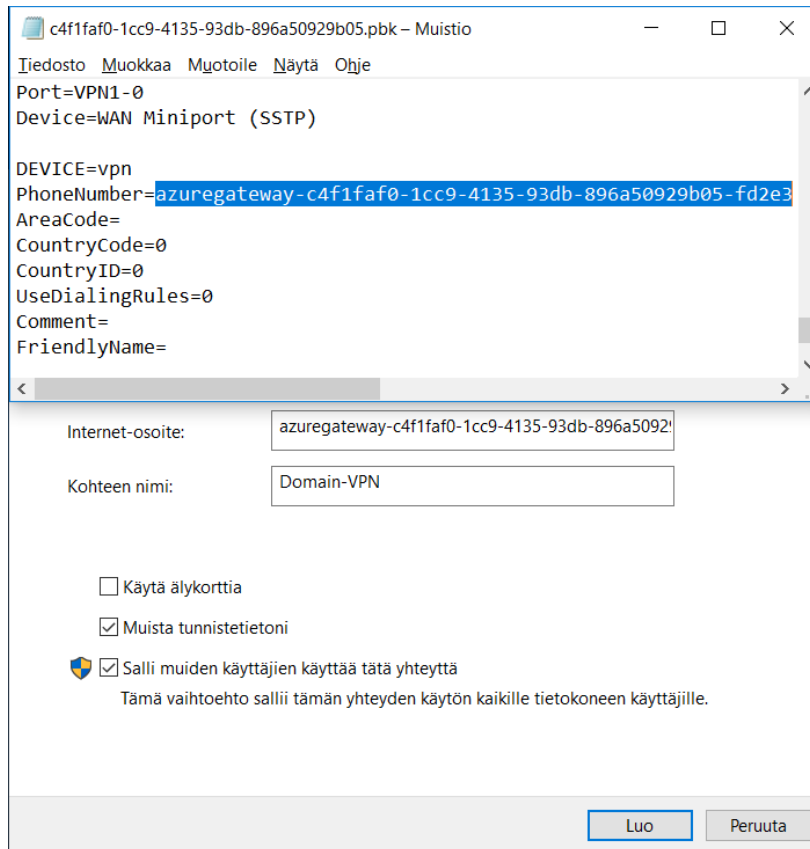 c4f1faf0-1cc9-4135-93db-896a50929b05.pbk – Muistio
Tiedosto Muokkaa Muotoile Näytä Ohje
Port=VPN1-0
Device=WAN Miniport (SSTP)
DEVICE=vpn
PhoneNumber=azuregateway-c4f1faf0-1cc9-4135-93db-896a50929b05-fd2e3
AreaCode=
CountryCode=0
CountryID=0
UseDialingRules=0
Comment=
FriendlyName=
Internet-osoite: azuregateway-c4f1faf0-1cc9-4135-93db-896a5092
Kohteen nimi: Domain-VPN
Käytä älykorttia
Muista tunnistetietoni
Salli muiden käyttäjien käyttää tätä yhteyttä
Tämä vaihtoehto sallii tämän yhteyden käytön kaikille tietokoneen käyttäjille.
Luo Peruuta